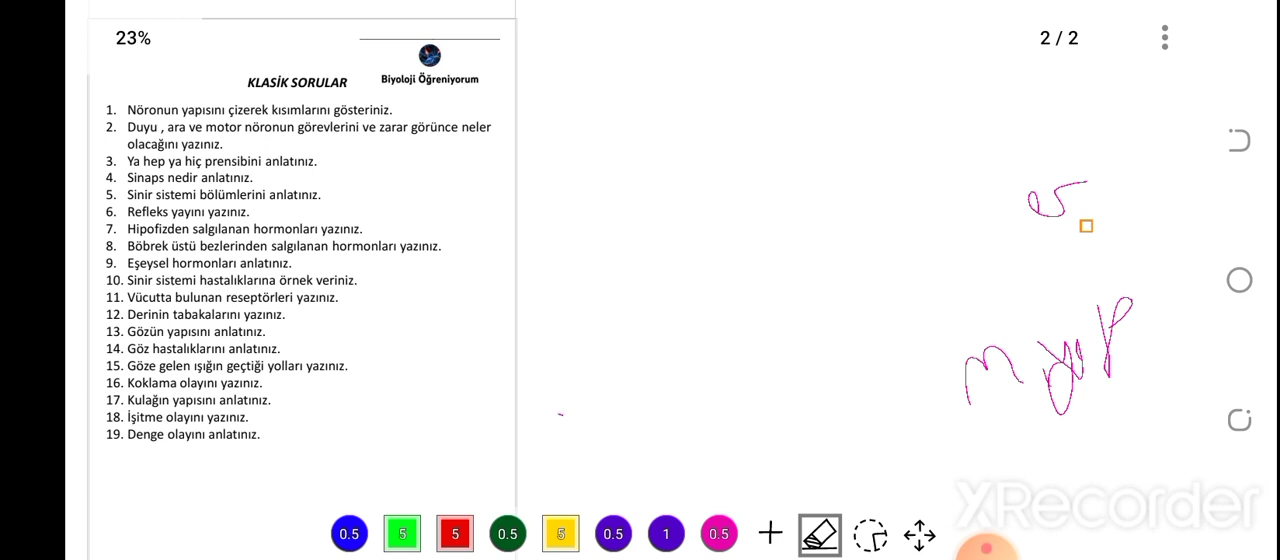 23%
2 / 2
Biyoloji Öğreniyorum
KLASİK SORULAR
1. Nöronun yapısını çizerek kısımlarını gösteriniz.
2. Duyu , ara ve motor nöronun görevlerini ve zarar görünce neler
olacağını yazınız.
3. Ya hep ya hiç prensibini anlatınız.
4. Sinaps nedir anlatınız.
5. Sinir sistemi bölümlerini anlatınız.
6. Refleks yayını yazınız.
7. Hipofizden salgılanan hormonları yazınız.
8. Böbrek üstü bezlerinden salgılanan hormonları yazınız.
9. Eşeysel hormonları anlatınız.
10. Sinir sistemi hastalıklarına örnek veriniz.
11. Vücutta bulunan reseptörleri yazınız.
12. Derinin tabakalarını yazınız.
13. Gözün yapısını anlatınız.
14. Göz hastalıklarını anlatınız.
15. Göze gelen ışığın geçtiği yolları yazınız.
16. Koklama olayını yazınız.
17. Kulağın yapısını anlatınız.
18. İşitme olayını yazınız.
19. Denge olayını anlatınız.
0.5 5 5 0.5 5 0.5 1 0.5
XRecorder